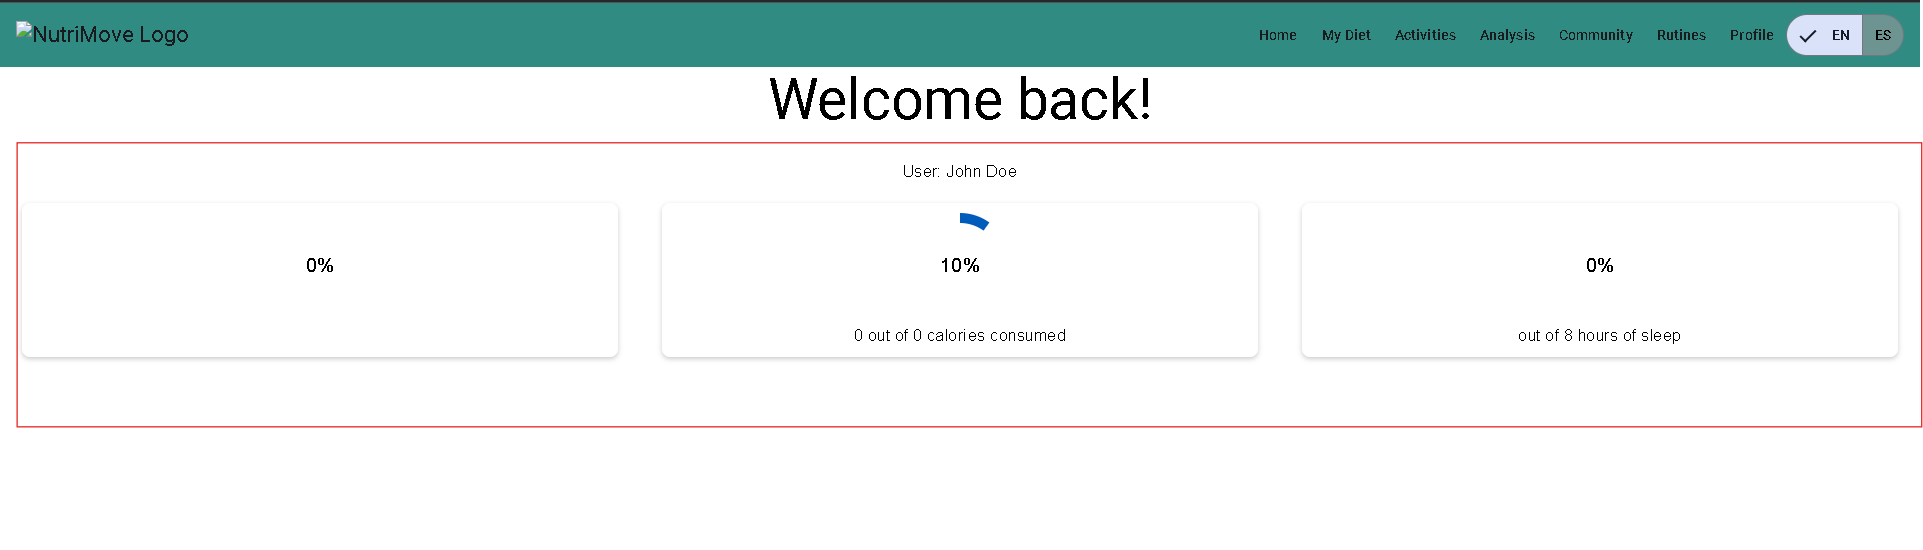 NutriMove Logo Home My Diet Activities Analysis Community Rutines Profile EN ES
Welcome back!
User: John Doe
0% 10% 0%
0 out of 0 calories consumed out of 8 hours of sleep